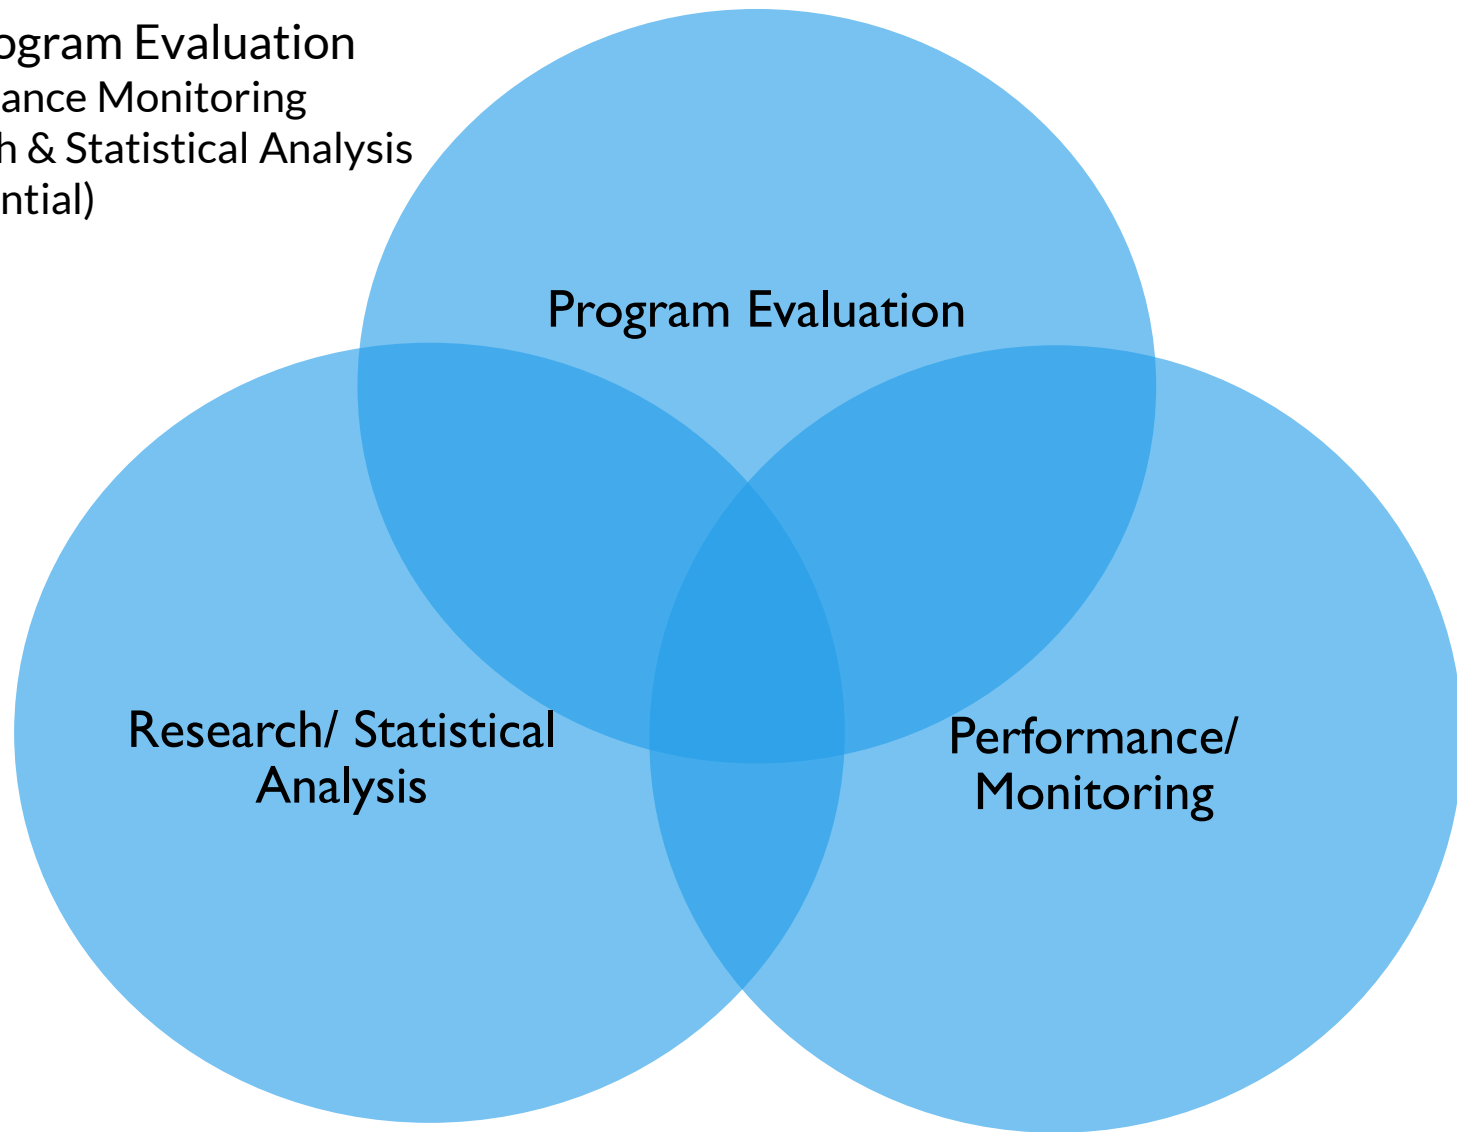 ogram Evaluation
ance Monitoring
h & Statistical Analysis
ntial)
Program Evaluation
Research/ Statistical
Analysis
Performance/
Monitoring